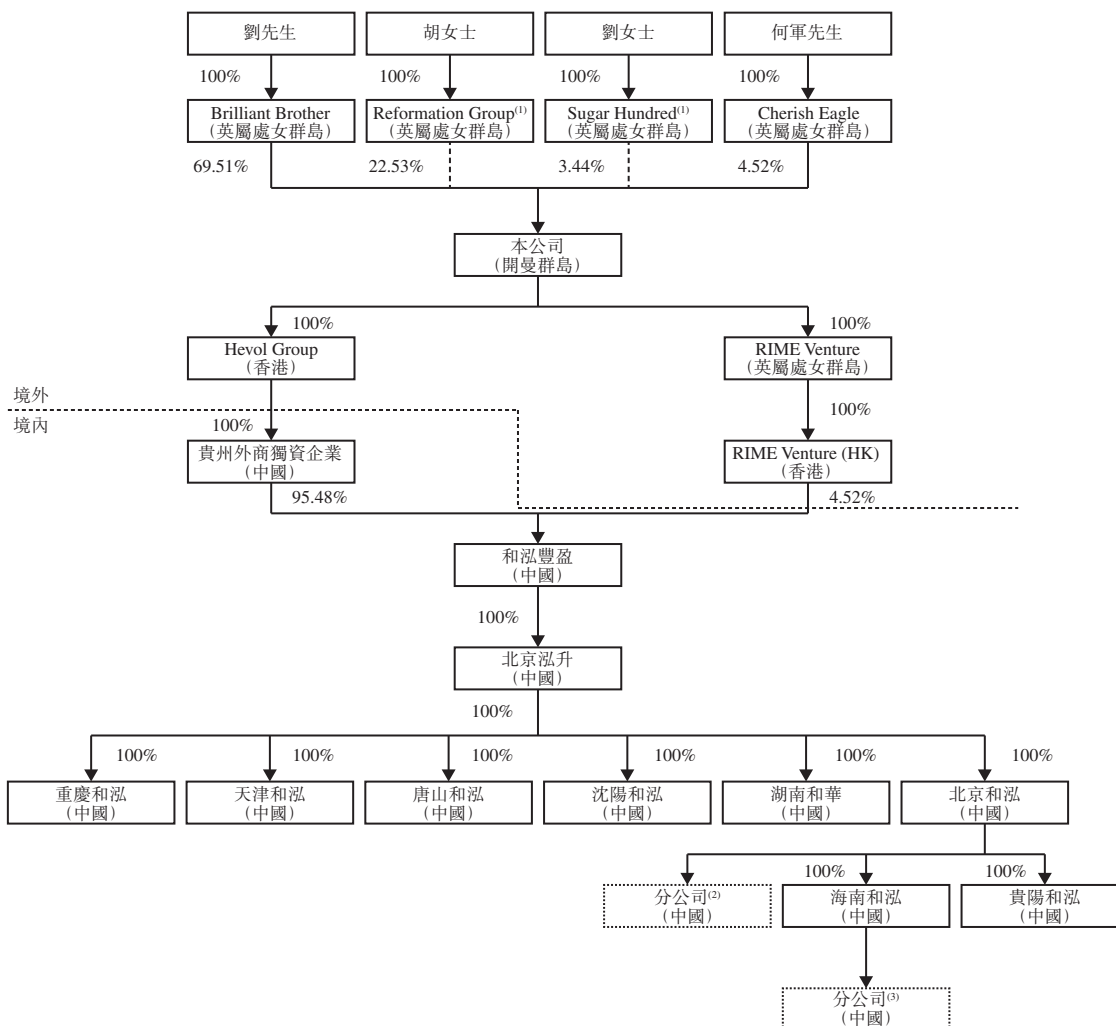 劉先生
胡女士
劉女士
何軍先生
100%
100%
100%
100%
Brilliant Brother
(英屬處女群島)
Reformation Group(1)
(英屬處女群島)
Sugar Hundred(1)
(英屬處女群島)
Cherish Eagle
(英屬處女群島)
69.51%
22.53%
3.44%
4.52%
本公司
(開曼群島)
100%
100%
Hevol Group
(香港)
RIME Venture
(英屬處女群島)
境外
境內
100%
100%
貴州外商獨資企業
(中國)
RIME Venture (HK)
(香港)
95.48%
4.52%
和泓豐盈
(中國)
100%
北京泓升
(中國)
100%
100%
100%
100%
100%
100%
100%
重慶和泓
(中國)
天津和泓
(中國)
唐山和泓
(中國)
沈陽和泓
(中國)
湖南和華
(中國)
北京和泓
(中國)
100%
100%
分公司(2)
(中國)
海南和泓
(中國)
貴陽和泓
(中國)
分公司(3)
(中國)